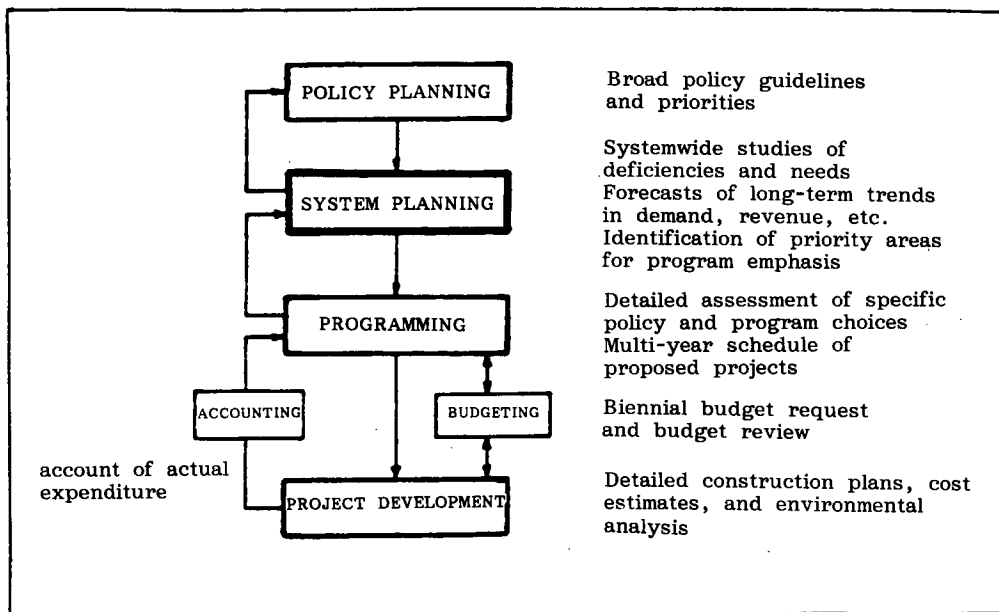 POLICY PLANNING
Broad policy guidelines
and priorities
SYSTEM PLANNING
Systemwide studies of
deficiencies and needs
Forecasts of long-term trends
in demand, revenue, etc.
Identification of priority areas
for program emphasis
PROGRAMMING
Detailed assessment of specific
policy and program choices
Multi-year schedule of
proposed projects
ACCOUNTING
BUDGETING
Biennial budget request
and budget review
account of actual
expenditure
PROJECT DEVELOPMENT
Detailed construction plans, cost
estimates, and environmental
analysis